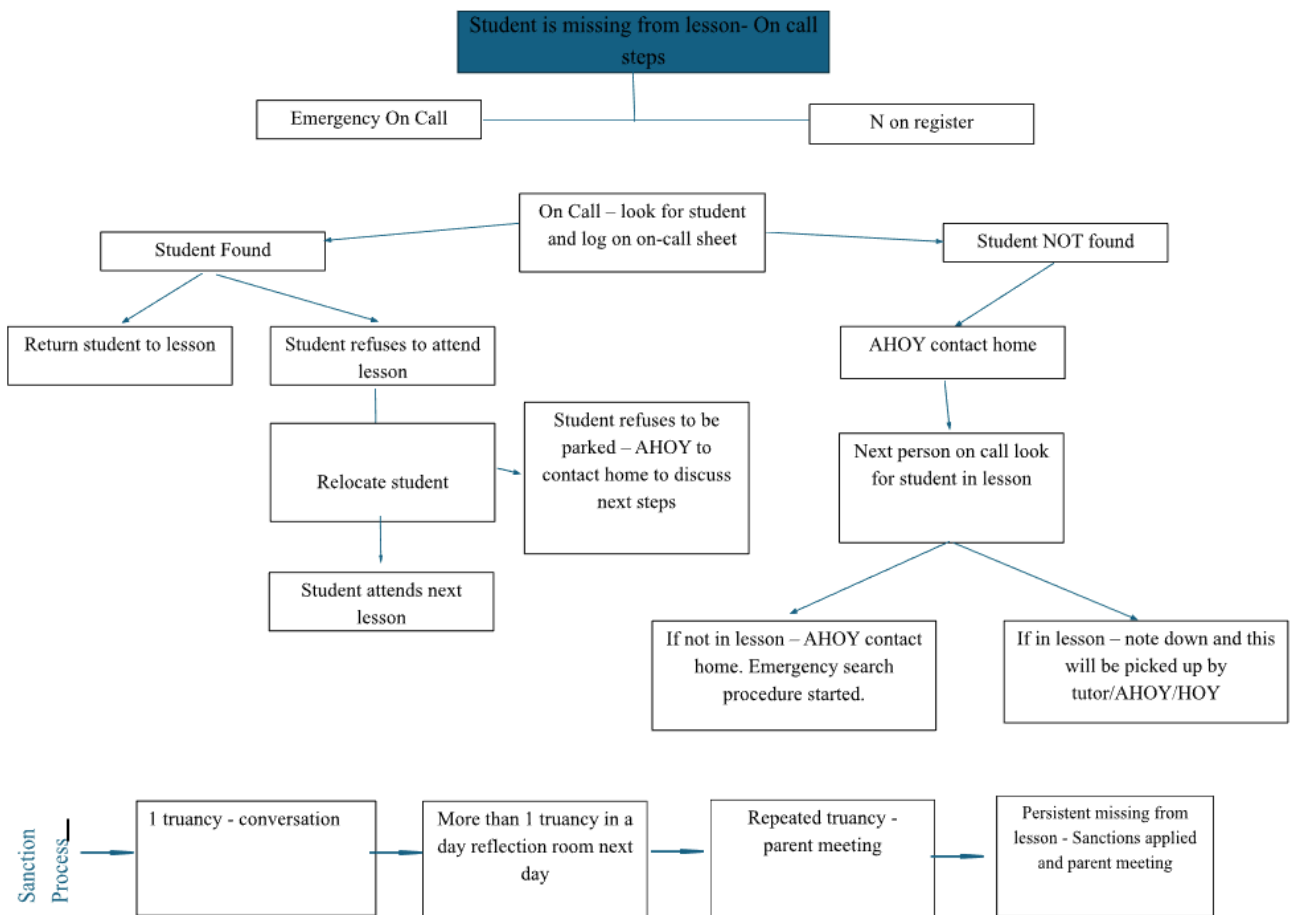 Student is missing from lesson- On call
steps
Emergency On Call
N on register
On Call – look for student
and log on on-call sheet
Student Found
Student NOT found
Return student to lesson
Student refuses to attend
lesson
AHOY contact home
Student refuses to be
parked – AHOY to
contact home to discuss
next steps
Relocate student
Next person on call look
for student in lesson
Student attends next
lesson
If not in lesson – AHOY contact
home. Emergency search
procedure started.
If in lesson – note down and this
will be picked up by
tutor/AHOY/HOY
Sanction
Process
1 truancy - conversation
More than 1 truancy in a
day reflection room next
day
Repeated truancy -
parent meeting
Persistent missing from
lesson - Sanctions applied
and parent meeting